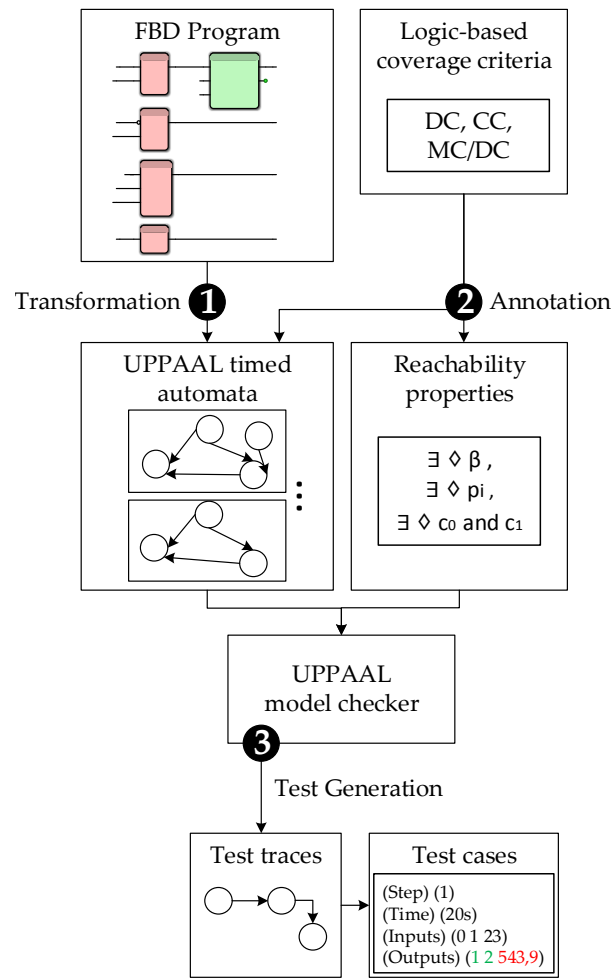 FBD Program
Logic-based
coverage criteria
DC, CC,
MC/DC
Transformation
1
2
Annotation
UPPAAL timed
automata
Reachability
properties
∃ ◊ β ,
∃ ◊ pi ,
∃ ◊ c₀ and c₁
UPPAAL
model checker
3
Test Generation
Test traces
Test cases
(Step) (1)
(Time) (20s)
(Inputs) (0 1 23)
(Outputs) (1 2 543,9)